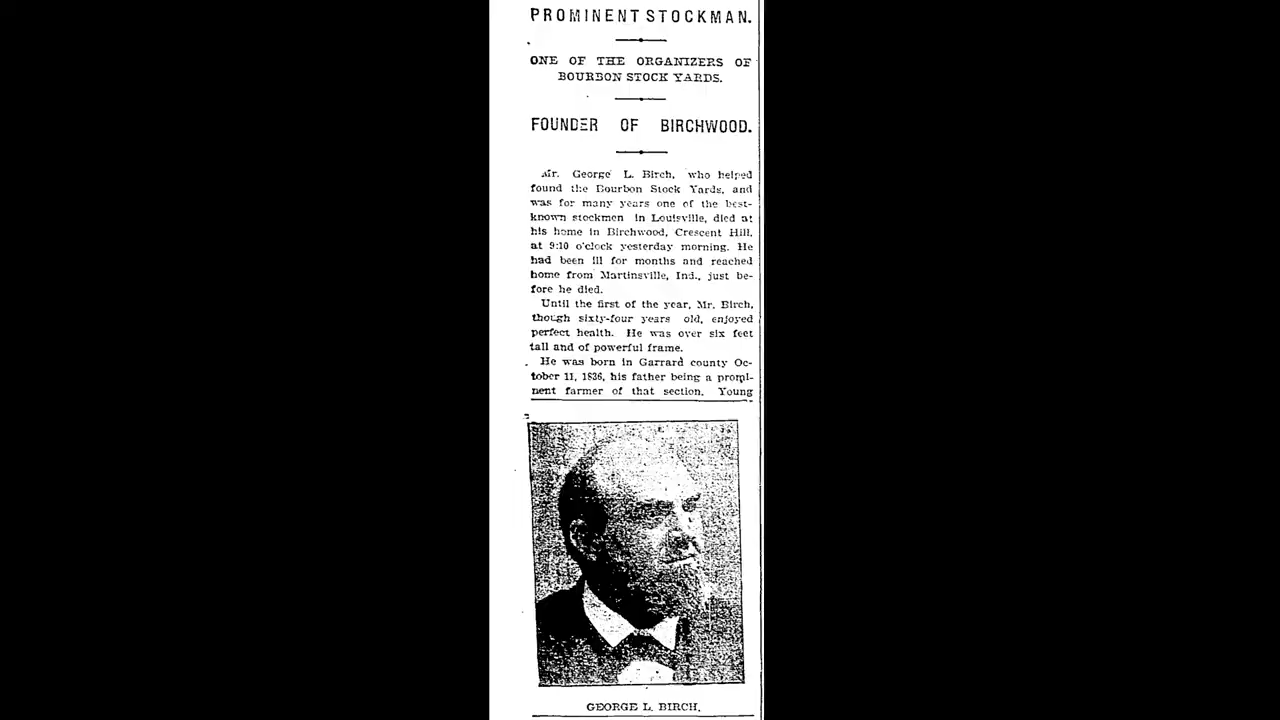 PROMINENT STOCKMAN.
ONE OF THE ORGANIZERS OF
BOURBON STOCK YARDS.
FOUNDER OF BIRCHWOOD.
Mr. George L. Birch, who helped
found the Bourbon Stock Yards, and
was for many years one of the best-
known stockmen in Louisville, died at
his home in Birchwood, Crescent Hill,
at 9:10 o'clock yesterday morning. He
had been ill for months and reached
home from Martinsville, Ind., just be-
fore he died.
Until the first of the year, Mr. Birch,
though sixty-four years old, enjoyed
perfect health. He was over six feet
tall and of powerful frame.
He was born in Garrard county Oc-
tober 11, 1836, his father being a promi-
nent farmer of that section. Young
GEORGE L. BIRCH.